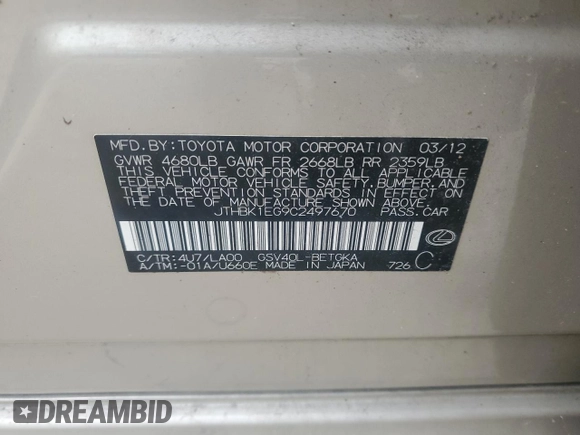 MFD.BY:TOYOTA MOTOR CORPORATION 03/12
GVWR 4680LB GAWR FR 2668LB RR 2359LB
THIS VEHICLE CONFORMS TO ALL APPLICABLE
FEDERAL MOTOR VEHICLE SAFETY,BUMPER,AND
THEFT PREVENTION STANDARDS IN EFFECT ON
THE DATE OF MANUFACTURE SHOWN ABOVE.
JTHBK1EG9C2497670 PASS.CAR
C/TR:4U7/LA00 GSV40L-BETGKA
A/TM:-01A/U660E MADE IN JAPAN 726 C
DREAMBID